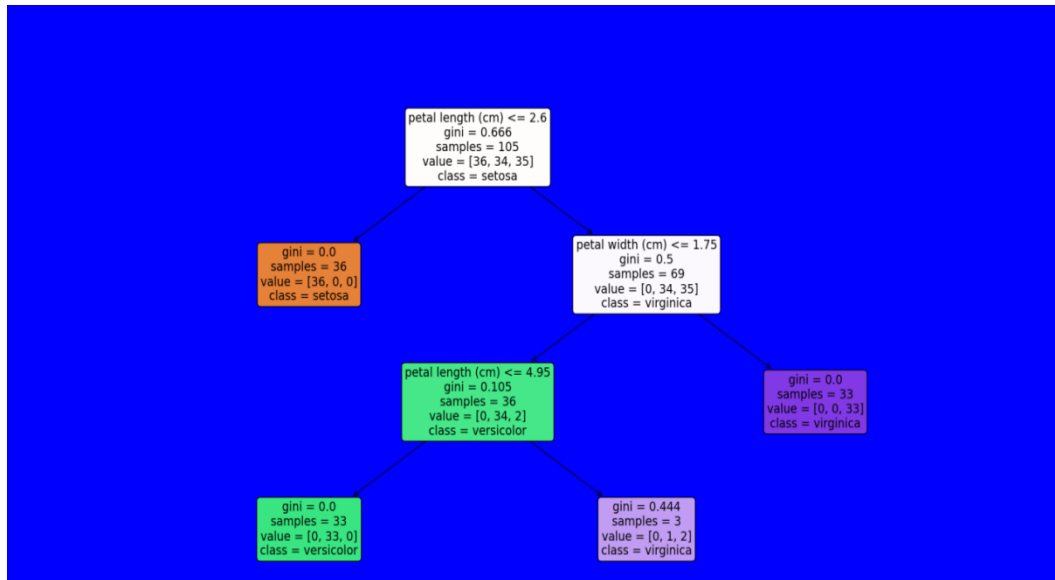 petal length (cm) <= 2.6
gini = 0.666
samples = 105
value = [36, 34, 35]
class = setosa
gini = 0.0
samples = 36
value = [36, 0, 0]
class = setosa
petal width (cm) <= 1.75
gini = 0.5
samples = 69
value = [0, 34, 35]
class = virginica
petal length (cm) <= 4.95
gini = 0.105
samples = 36
value = [0, 34, 2]
class = versicolor
gini = 0.0
samples = 33
value = [0, 0, 33]
class = virginica
gini = 0.0
samples = 33
value = [0, 33, 0]
class = versicolor
gini = 0.444
samples = 3
value = [0, 1, 2]
class = virginica